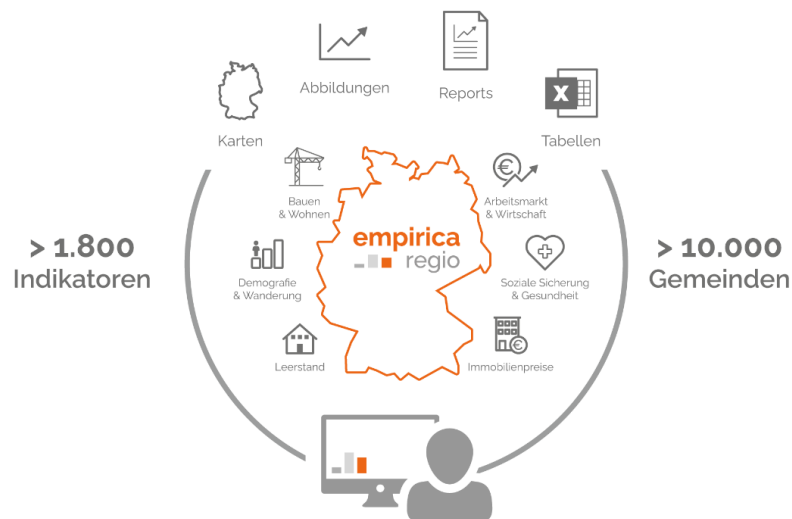 Abbildungen
Reports
Karten
Tabellen
X
Bauen
& Wohnen
€
Arbeitsmarkt
& Wirtschaft
> 1.800
Indikatoren
empirica
regio
> 10.000
Gemeinden
Demografie
& Wanderung
Soziale Sicherung
& Gesundheit
Leerstand
€
Immobilienpreise